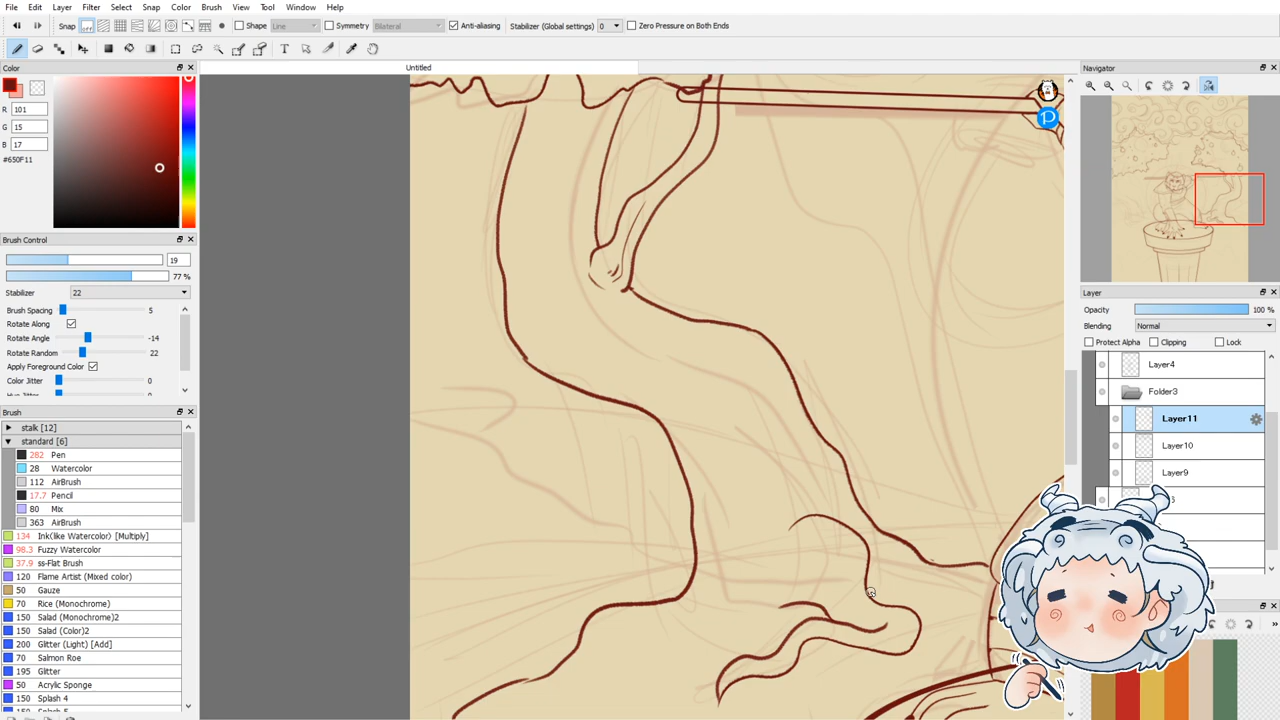 File Edit Layer Filter Select Snap Color Brush View Tool Window Help
Snap off Shape Line Symmetry Bilateral Anti-aliasing Stabilizer (Global settings) 0 Zero Pressure on Both Ends
Color
Untitled
Navigator
R 101
G 15
B 17
#650F11
Brush Control
19
77 %
Stabilizer 22
Brush Spacing 5
Rotate Along
Rotate Angle -14
Rotate Random 22
Apply Foreground Color
Color Jitter 0
Brush
stalk [12]
standard [6]
282 Pen
28 Watercolor
112 AirBrush
17.7 Pencil
80 Mix
363 AirBrush
134 Ink(like Watercolor) [Multiply]
98.3 Fuzzy Watercolor
37.9 ss-Flat Brush
120 Flame Artist (Mixed color)
50 Gauze
70 Rice (Monochrome)
150 Salad (Monochrome)2
150 Salad (Color)2
200 Glitter (Light) [Add]
70 Salmon Roe
195 Glitter
50 Acrylic Sponge
150 Splash 4
P
Layer
Opacity 100 %
Blending Normal
Protect Alpha Clipping Lock
Layer4
Folder3
Layer11
Layer10
Layer9